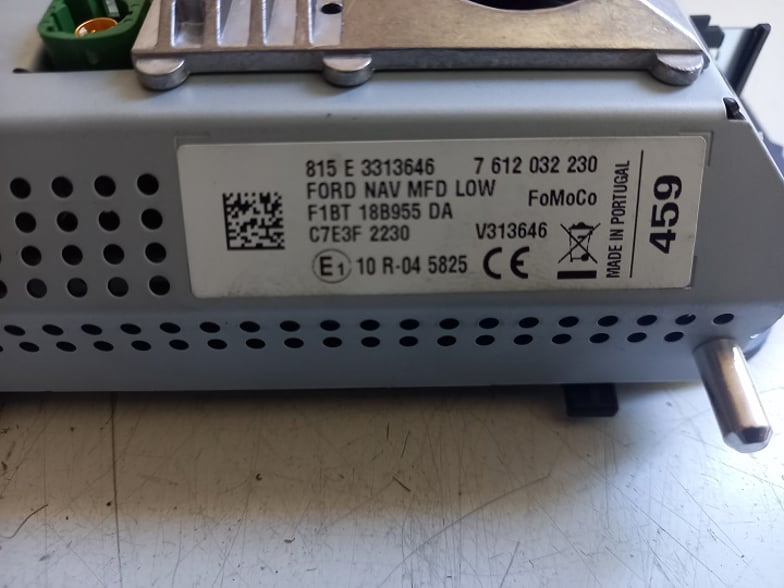 815 E 3313646 7 612 032 230
FORD NAV MFD LOW
FoMoCo
F1BT 18B955 DA
C7E3F 2230 V313646
E1 10 R-04 5825 CE
MADE IN PORTUGAL
459